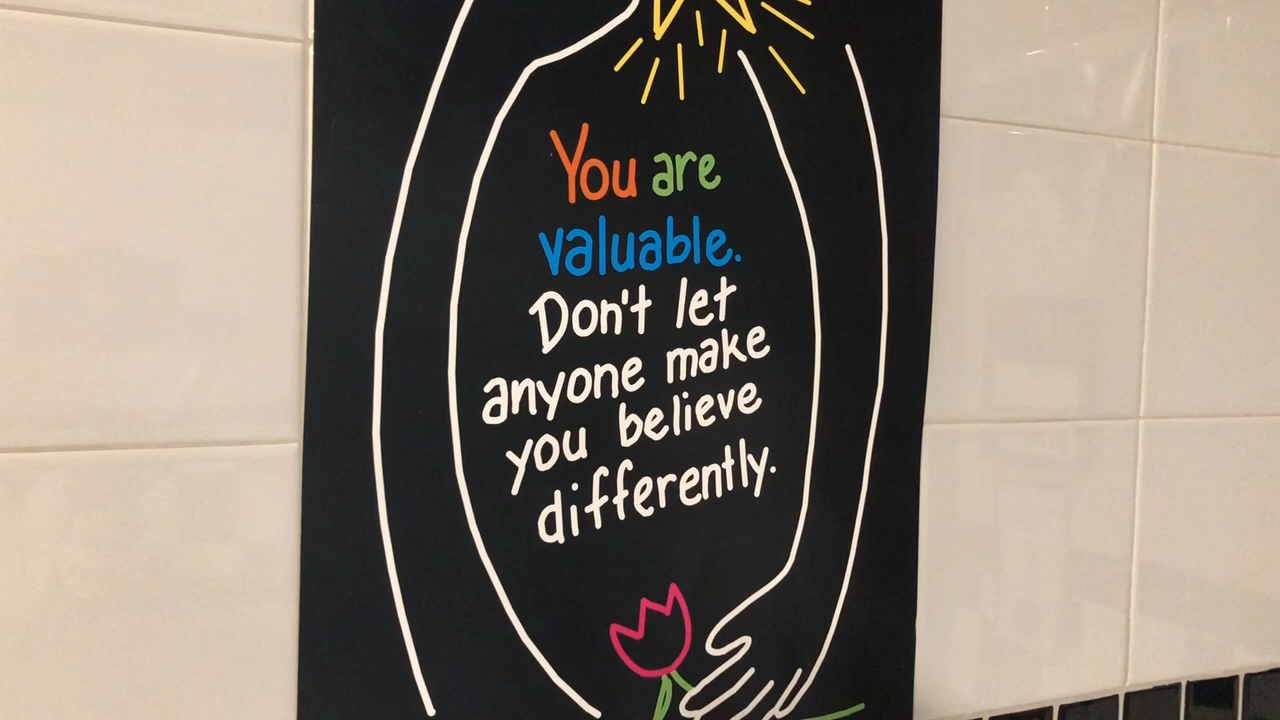 You are
valuable.
Don't let
anyone make
you believe
differently.